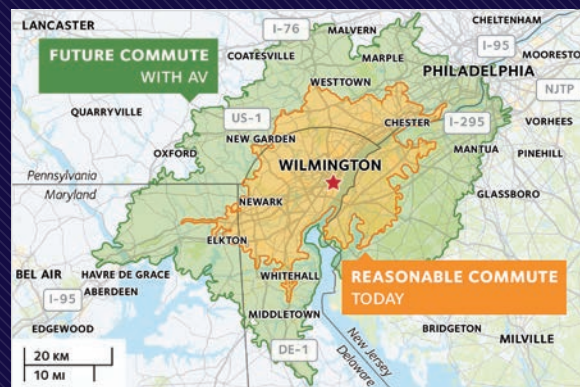 LANCASTER
I-76
MALVERN
CHELTENHAM
FUTURE COMMUTE
WITH AV
COATESVILLE
MARPLE
I-95
MOORESTO
WESTTOWN
PHILADELPHIA
NJTP
QUARRYVILLE
US-1
CHESTER
I-295
VOORHES
NEW GARDEN
MANTUA
PINEHILL
OXFORD
WILMINGTON
Pennsylvania
Maryland
NEWARK
GLASSBORO
ELKTON
BEL AIR
HAVRE DE GRACE
WHITEHALL
REASONABLE COMMUTE
TODAY
I-95
ABERDEEN
MIDDLETOWN
EDGEWOOD
New Jersey
Delaware
BRIDGETON
MILVILLE
20 KM
10 MI
DE-1